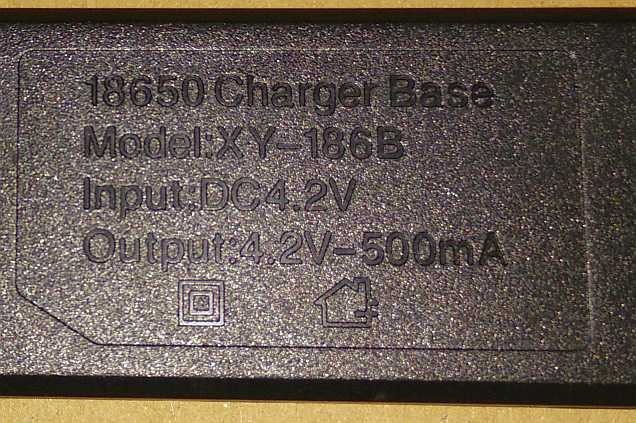 18650 Charger Base
Model:XY-186B
Input:DC4.2V
Output:4.2V-500mA